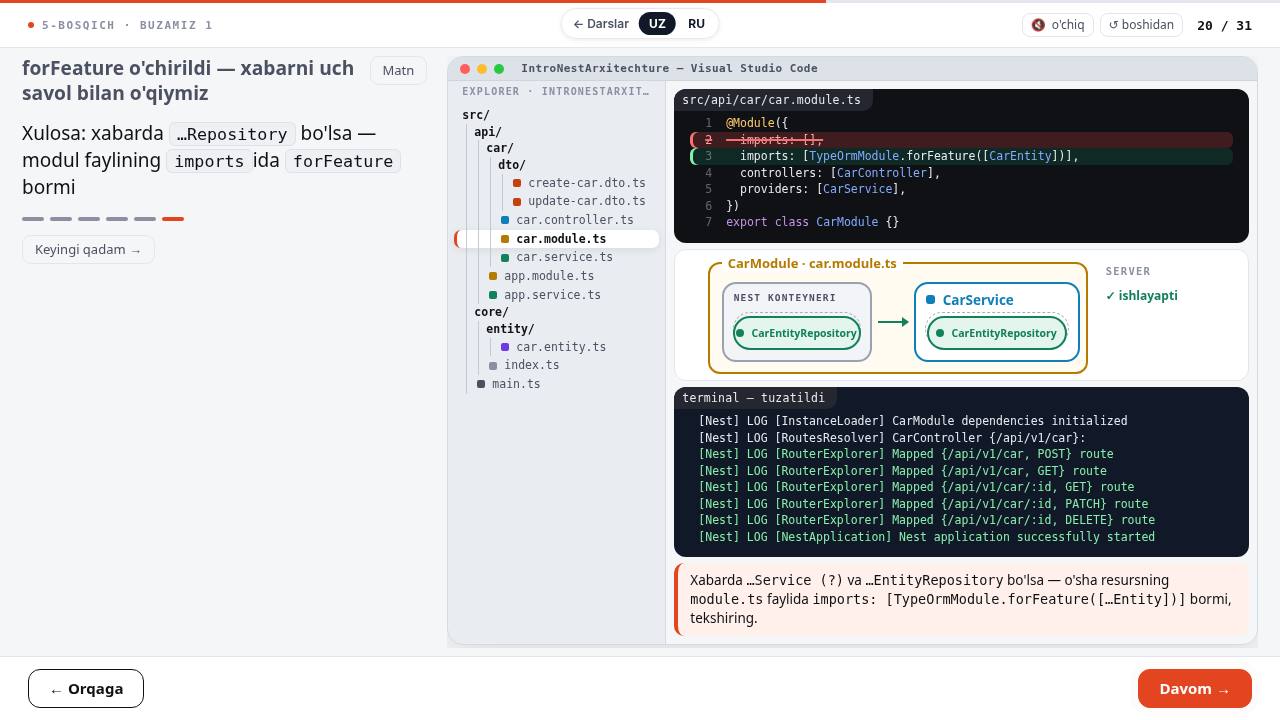 5-BOSQICH · BUZAMIZ 1
← Darslar UZ RU
🔇 o'chiq ↺ boshidan 20 / 31
forFeature o'chirildi — xabarni uch savol bilan o'qiymiz
Matn
Xulosa: xabarda …Repository bo'lsa —
modul faylining imports ida forFeature
bormi
Keyingi qadam →
IntroNestArxitechture — Visual Studio Code
EXPLORER · INTRONESTARXIT…
src/
api/
car/
dto/
create-car.dto.ts
update-car.dto.ts
car.controller.ts
car.module.ts
car.service.ts
app.module.ts
app.service.ts
core/
entity/
car.entity.ts
index.ts
main.ts
src/api/car/car.module.ts
1 @Module({
2 imports: [],
3 imports: [TypeOrmModule.forFeature([CarEntity])],
4 controllers: [CarController],
5 providers: [CarService],
6 })
7 export class CarModule {}
CarModule · car.module.ts
NEST KONTEYNERI
CarEntityRepository
CarService
CarEntityRepository
SERVER
✓ ishlayapti
terminal — tuzatildi
[Nest] LOG [InstanceLoader] CarModule dependencies initialized
[Nest] LOG [RoutesResolver] CarController {/api/v1/car}:
[Nest] LOG [RouterExplorer] Mapped {/api/v1/car, POST} route
[Nest] LOG [RouterExplorer] Mapped {/api/v1/car, GET} route
[Nest] LOG [RouterExplorer] Mapped {/api/v1/car/:id, GET} route
[Nest] LOG [RouterExplorer] Mapped {/api/v1/car/:id, PATCH} route
[Nest] LOG [RouterExplorer] Mapped {/api/v1/car/:id, DELETE} route
[Nest] LOG [NestApplication] Nest application successfully started
Xabarda …Service (?) va …EntityRepository bo'lsa — o'sha resursning
module.ts faylida imports: [TypeOrmModule.forFeature([…Entity])] bormi,
tekshiring.
← Orqaga
Davom →